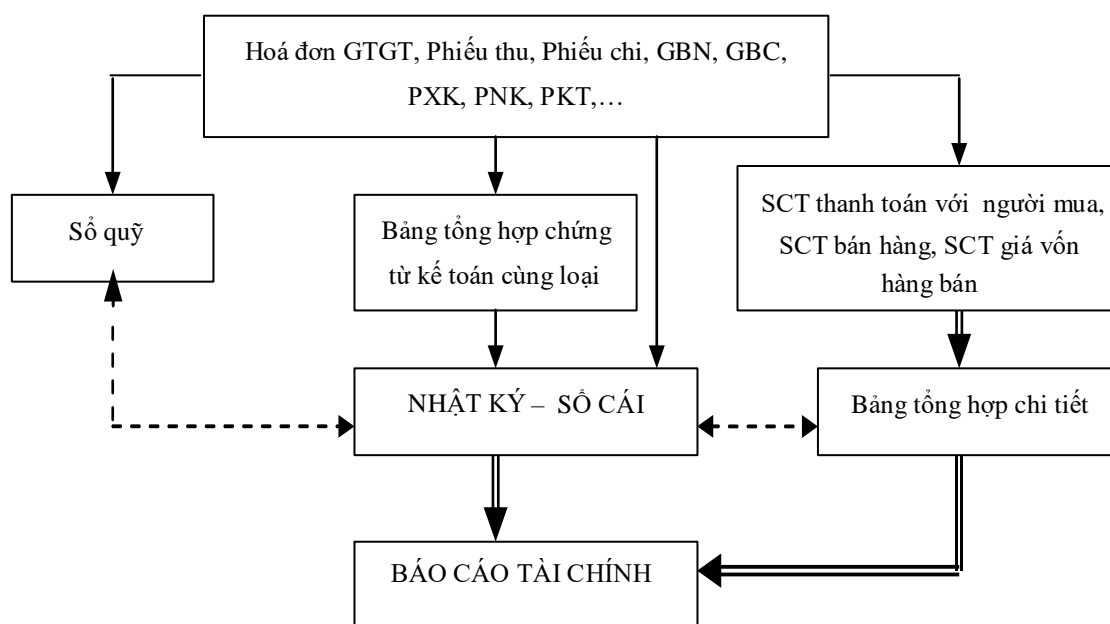 Hoá đơn GTGT, Phiếu thu, Phiếu chi, GBN, GBC,
PXK, PNK, PKT,…
Sổ quỹ
Bảng tổng hợp chứng
từ kế toán cùng loại
SCT thanh toán với người mua,
SCT bán hàng, SCT giá vốn
hàng bán
NHẬT KÝ – SỔ CÁI
Bảng tổng hợp chi tiết
BÁO CÁO TÀI CHÍNH